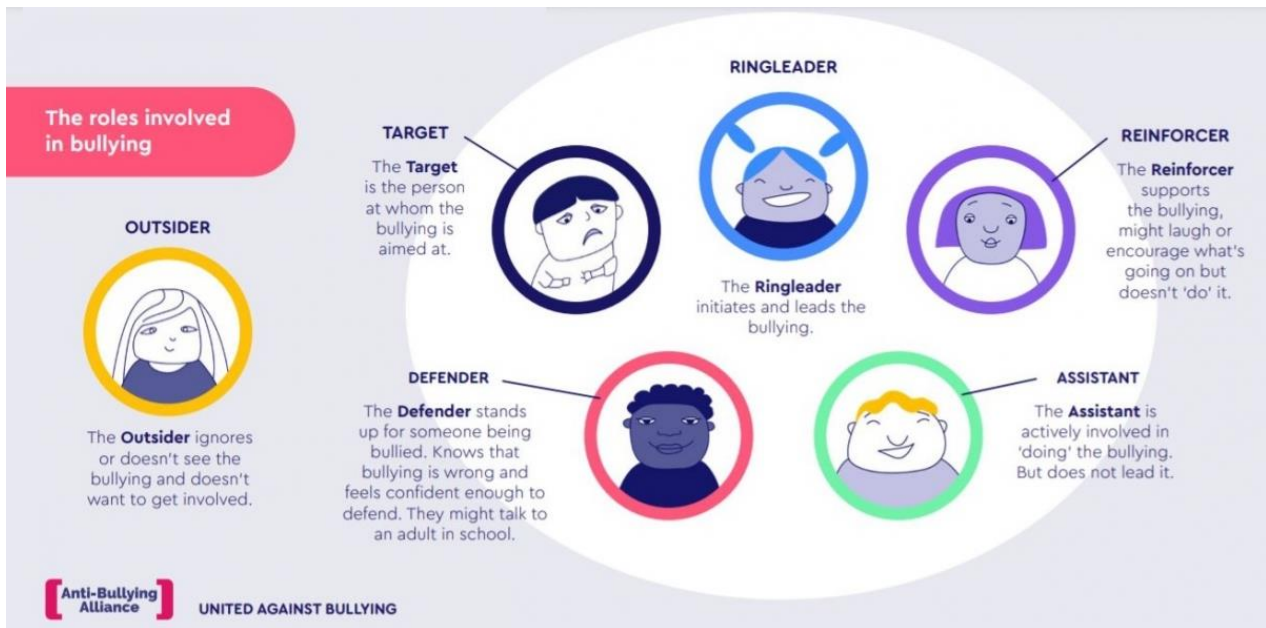 The roles involved
in bullying
OUTSIDER
The Outsider ignores
or doesn't see the
bullying and doesn't
want to get involved.
TARGET
The Target
is the person
at whom the
bullying is
aimed at.
RINGLEADER
The Ringleader
initiates and leads the
bullying.
REINFORCER
The Reinforcer
supports
the bullying,
might laugh or
encourage what's
going on but
doesn't 'do' it.
DEFENDER
The Defender stands
up for someone being
bullied. Knows that
bullying is wrong and
feels confident enough to
defend. They might talk to
an adult in school.
ASSISTANT
The Assistant is
actively involved in
'doing' the bullying.
But does not lead it.
Anti-Bullying
Alliance
UNITED AGAINST BULLYING